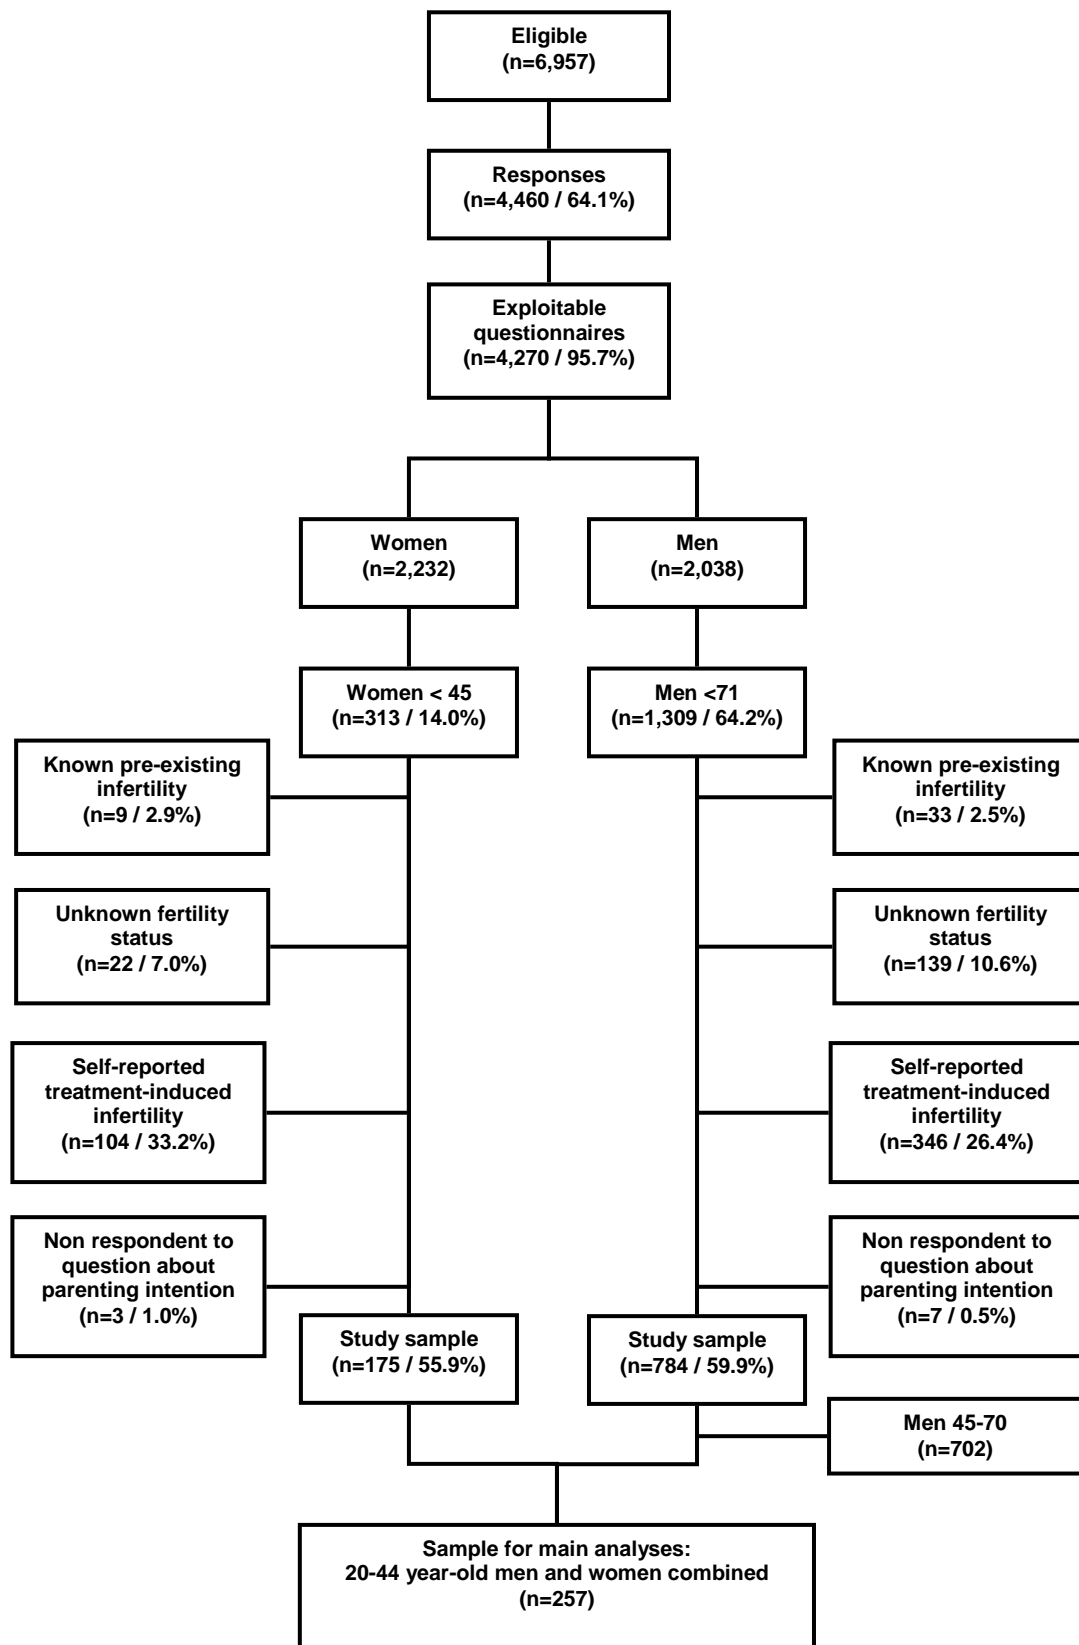 Eligible
(n=6,957)
Responses
(n=4,460 / 64.1%)
Exploitable
questionnaires
(n=4,270 / 95.7%)
Women
(n=2,232)
Men
(n=2,038)
Women < 45
(n=313 / 14.0%)
Men <71
(n=1,309 / 64.2%)
Known pre-existing
infertility
(n=9 / 2.9%)
Known pre-existing
infertility
(n=33 / 2.5%)
Unknown fertility
status
(n=22 / 7.0%)
Unknown fertility
status
(n=139 / 10.6%)
Self-reported
treatment-induced
infertility
(n=104 / 33.2%)
Self-reported
treatment-induced
infertility
(n=346 / 26.4%)
Non respondent to
question about
parenting intention
(n=3 / 1.0%)
Non respondent to
question about
parenting intention
(n=7 / 0.5%)
Study sample
(n=175 / 55.9%)
Study sample
(n=784 / 59.9%)
Men 45-70
(n=702)
Sample for main analyses:
20-44 year-old men and women combined
(n=257)